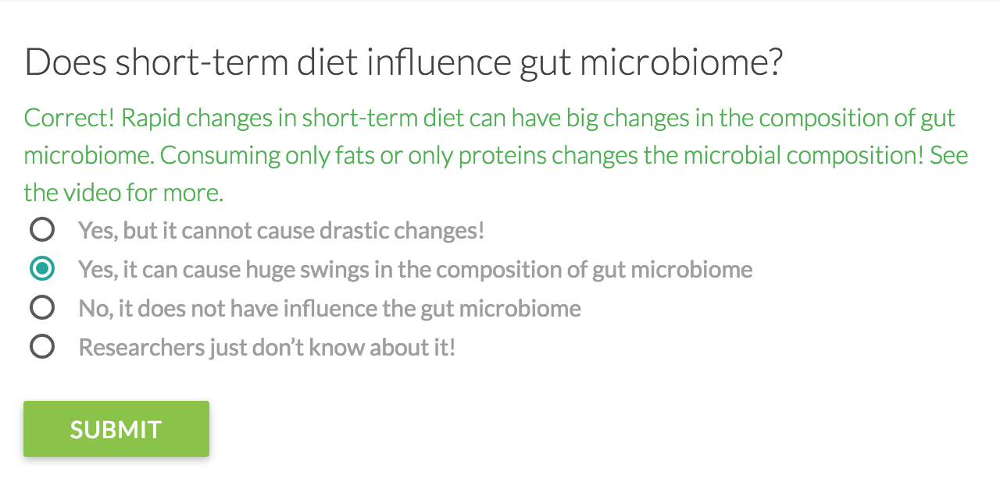 Does short-term diet influence gut microbiome?
Correct! Rapid changes in short-term diet can have big changes in the composition of gut
microbiome. Consuming only fats or only proteins changes the microbial composition! See
the video for more.
Yes, but it cannot cause drastic changes!
Yes, it can cause huge swings in the composition of gut microbiome
No, it does not have influence the gut microbiome
Researchers just don’t know about it!
SUBMIT